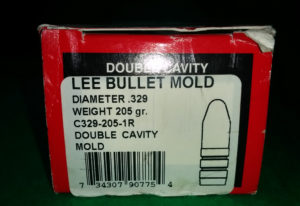 DOUBLE CAVITY
LEE BULLET MOLD
DIAMETER .329
WEIGHT 205 gr.
C329-205-1R
DOUBLE CAVITY
MOLD
7 34307 90775 4